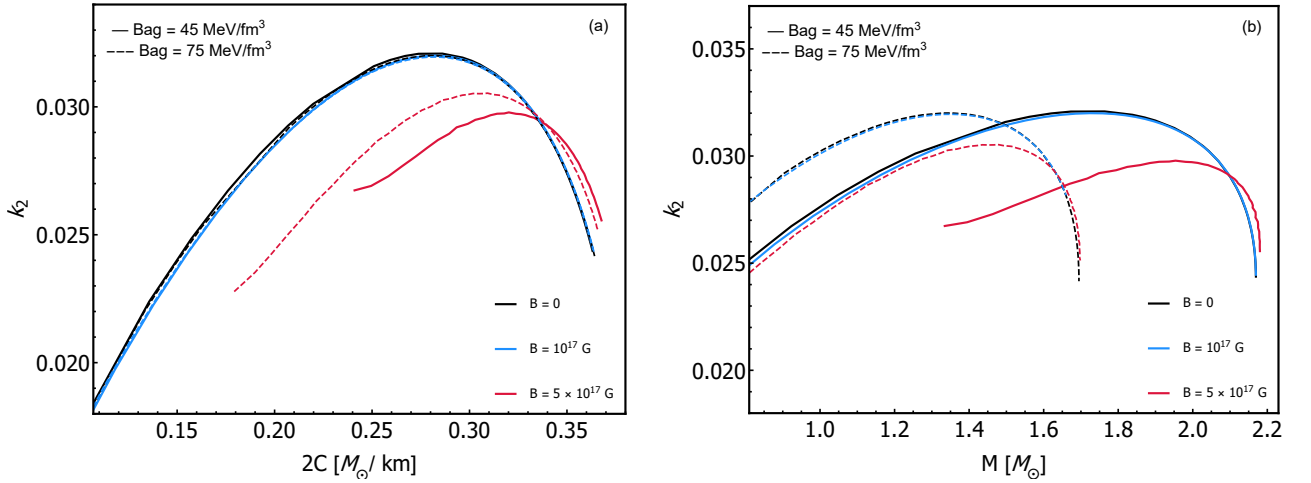 Bag = 45 MeV/fm³
Bag = 75 MeV/fm³
(a)
k₂
0.030
0.025
0.020
0.15
0.20
0.25
0.30
0.35
2C [M☉/ km]
B = 0
B = 10¹⁷ G
B = 5 × 10¹⁷ G
Bag = 45 MeV/fm³
Bag = 75 MeV/fm³
(b)
k₂
0.035
0.030
0.025
0.020
1.0
1.2
1.4
1.6
1.8
2.0
2.2
M [M☉]
B = 0
B = 10¹⁷ G
B = 5 × 10¹⁷ G